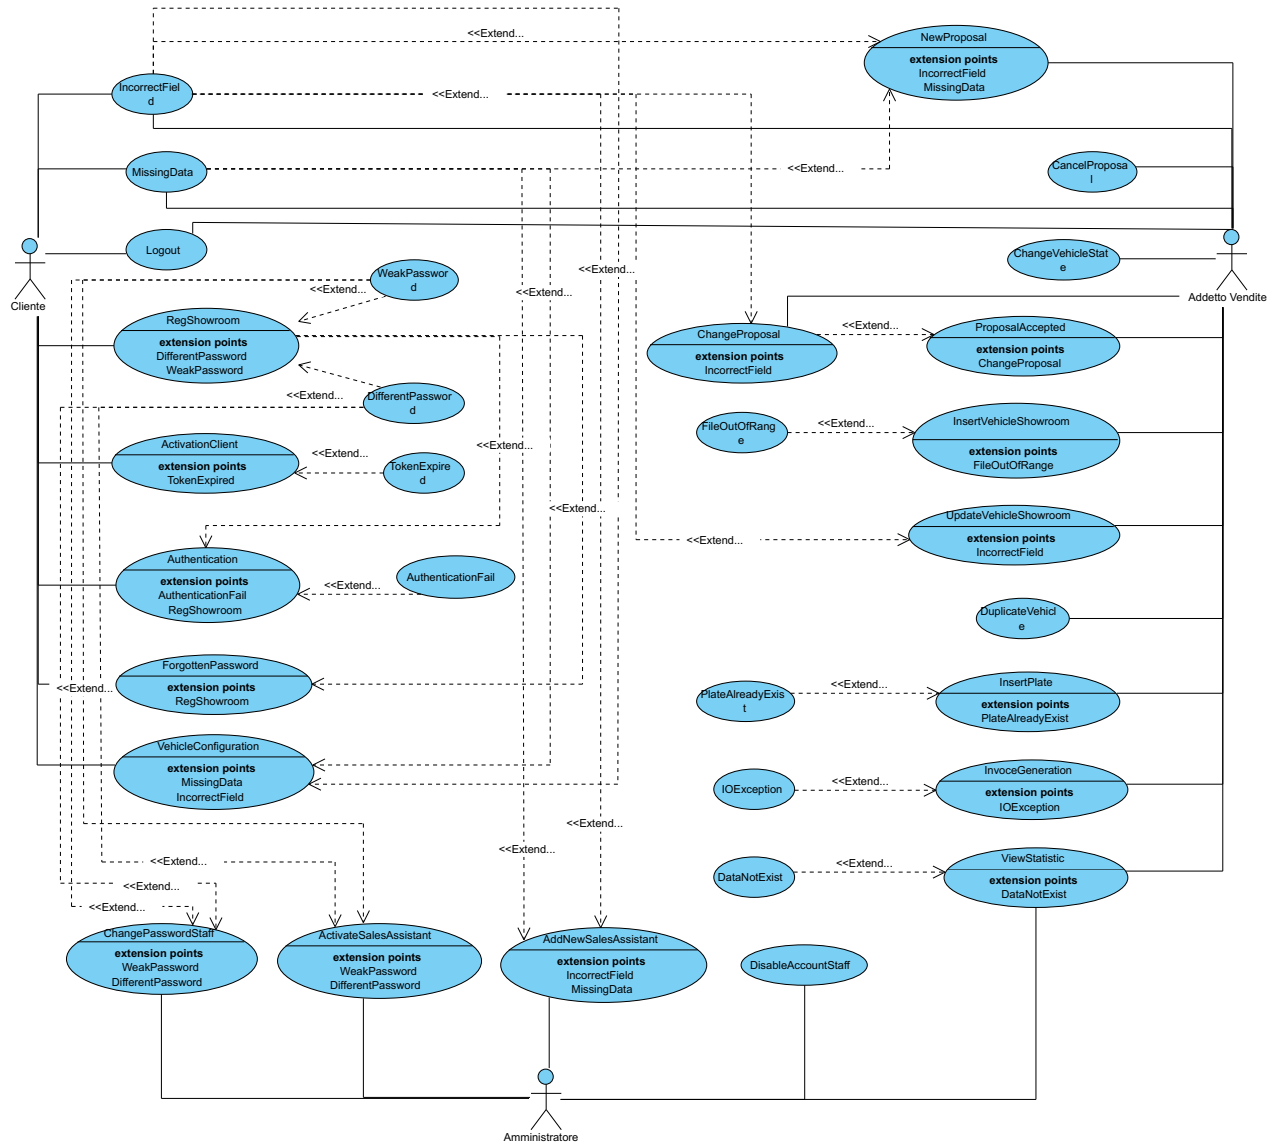 <<Extend...
NewProposal
extension points
IncorrectField
MissingData
IncorrectFiel
d
<<Extend...
MissingData
<<Extend...
CancelProposa
l
Logout
Cliente
Addetto Vendite
ChangeVehicleStat
e
WeakPasswor
d
<<Extend...
<<Extend...
<<Extend...
RegShowroom
extension points
DifferentPassword
WeakPassword
ChangeProposal
extension points
IncorrectField
<<Extend...
ProposalAccepted
extension points
ChangeProposal
<<Extend...
DifferentPasswor
d
FileOutOfRang
e
<<Extend...
InsertVehicleShowroom
extension points
FileOutOfRange
ActivationClient
extension points
TokenExpired
<<Extend...
TokenExpire
d
<<Extend...
<<Extend...
UpdateVehicleShowroom
extension points
IncorrectField
<<Extend...
Authentication
extension points
AuthenticationFail
RegShowroom
<<Extend...
AuthenticationFail
DuplicateVehicl
e
ForgottenPassword
extension points
RegShowroom
<<Extend...
PlateAlreadyExis
t
<<Extend...
InsertPlate
extension points
PlateAlreadyExist
VehicleConfiguration
extension points
MissingData
IncorrectField
IOException
<<Extend...
InvoceGeneration
extension points
IOException
<<Extend...
<<Extend...
<<Extend...
DataNotExist
<<Extend...
ViewStatistic
extension points
DataNotExist
<<Extend...
<<Extend...
ChangePasswordStaff
extension points
WeakPassword
DifferentPassword
ActivateSalesAssistant
extension points
WeakPassword
DifferentPassword
AddNewSalesAssistant
extension points
IncorrectField
MissingData
DisableAccountStaff
Amministratore